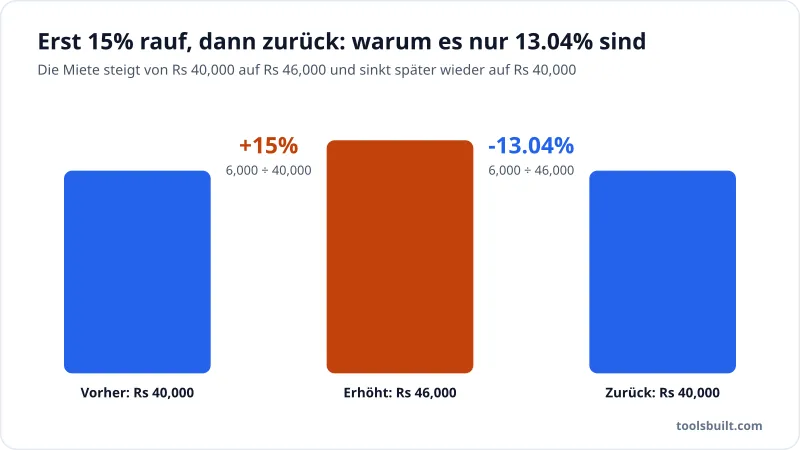 Erst 15% rauf, dann zurück: warum es nur 13.04% sind
Die Miete steigt von Rs 40,000 auf Rs 46,000 und sinkt später wieder auf Rs 40,000
+15%
6,000 ÷ 40,000
-13.04%
6,000 ÷ 46,000
Vorher: Rs 40,000
Erhöht: Rs 46,000
Zurück: Rs 40,000
toolsbuilt.com